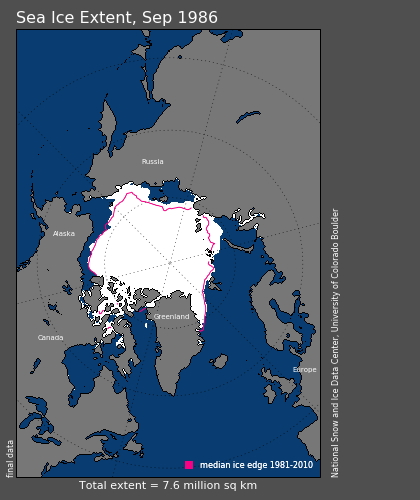 Sea Ice Extent, Sep 1986
Russia
Alaska
Greenland
Canada
Europe
median ice edge 1981-2010
Total extent = 7.6 million sq km
final data
National Snow and Ice Data Center, University of Colorado Boulder